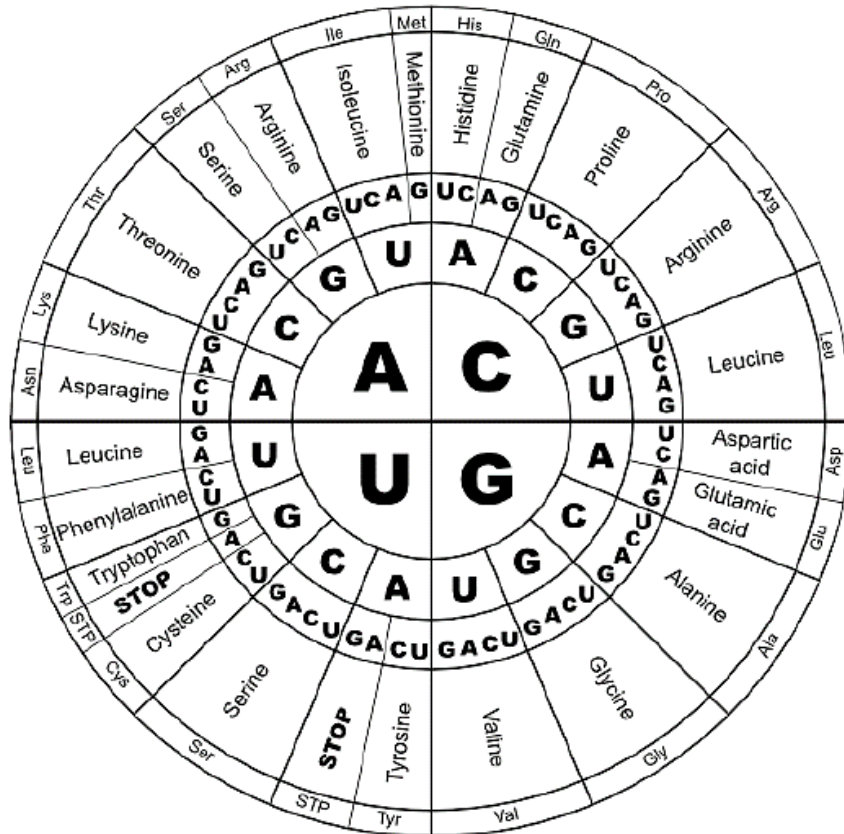 His
Gln
Pro
Arg
Leu
Asp
Glu
Ala
Gly
Val
Tyr
STP
Ser
Cys
STP
Trp
Phe
Leu
Asn
Lys
Thr
Ser
Arg
Ile
Met
Histidine
Glutamine
Proline
Arginine
Leucine
Aspartic
acid
Glutamic
acid
Alanine
Glycine
Valine
Tyrosine
STOP
Serine
Cysteine
STOP
Tryptophan
Phenylalanine
Leucine
Asparagine
Lysine
Threonine
Serine
Arginine
Isoleucine
Methionine
U C A G U C A G U C A G U C A G
U C A G U C A G U C A G U C A G
U C A G U C A G U C A G U C A G
U C A G U C A G U C A G U C A G
A C G U
A C G U
A C G U
A C G U
A C
U G